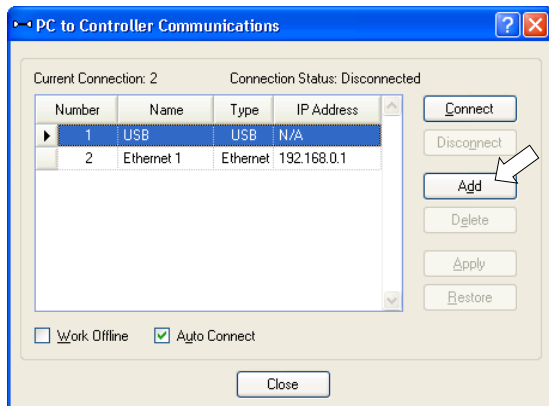 PC to Controller Communications
Current Connection: 2 Connection Status: Disconnected
Number Name Type IP Address
1 USB USB N/A
2 Ethernet 1 Ethernet 192.168.0.1
Connect
Disconnect
Add
Delete
Apply
Restore
Work Offline Auto Connect
Close